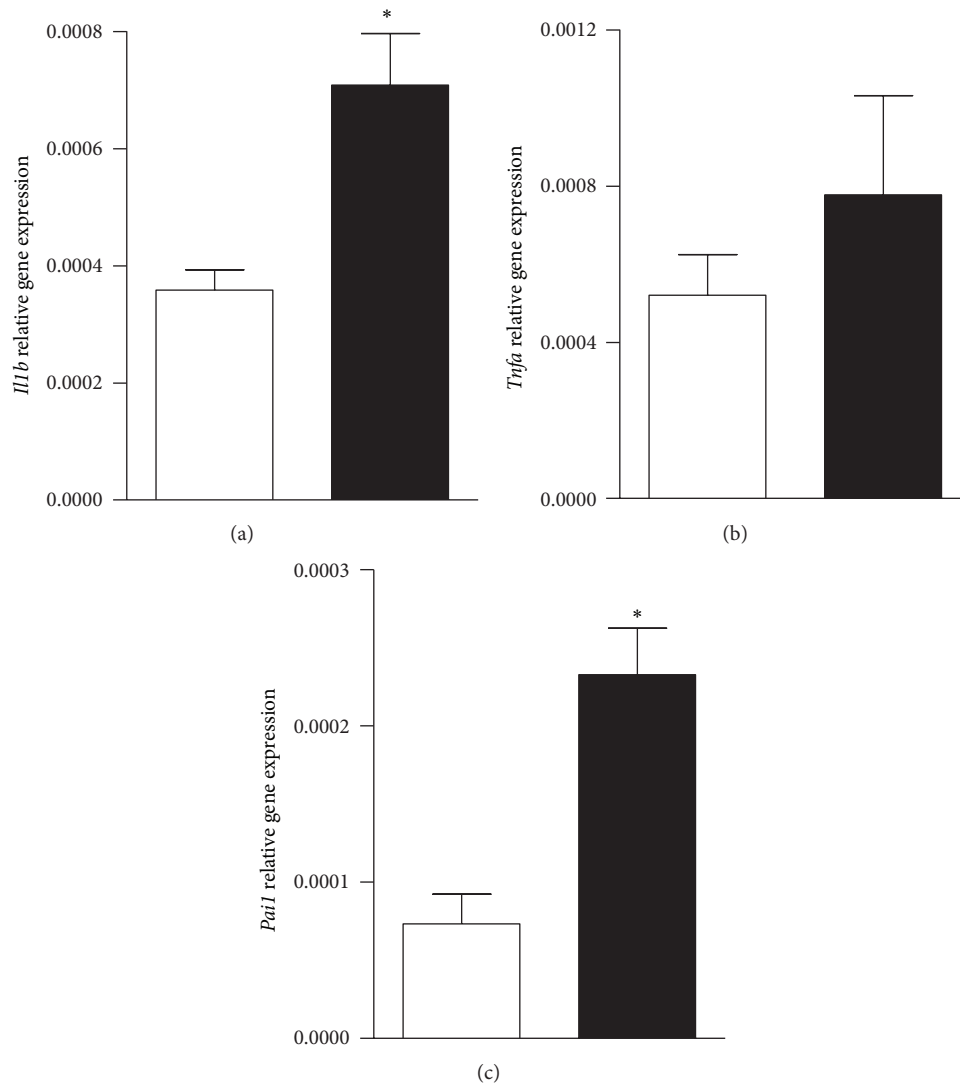 *
0.0008
0.0006
0.0004
0.0002
0.0000
Il1b relative gene expression
(a)
0.0012
0.0008
0.0004
0.0000
Tnfa relative gene expression
(b)
*
0.0003
0.0002
0.0001
0.0000
Pai1 relative gene expression
(c)